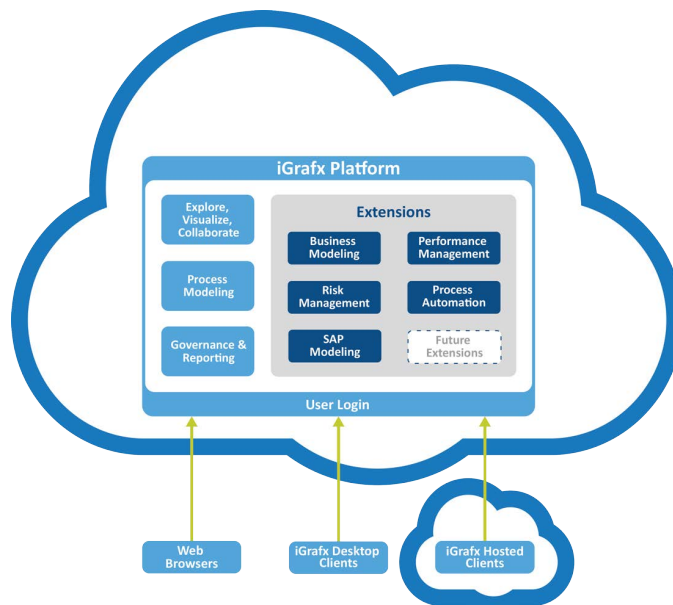 iGrafx Platform
Explore,
Visualize,
Collaborate
Process
Modeling
Governance &
Reporting
Extensions
Business
Modeling
Performance
Management
Risk
Management
Process
Automation
SAP
Modeling
Future
Extensions
User Login
Web
Browsers
iGrafx Desktop
Clients
iGrafx Hosted
Clients